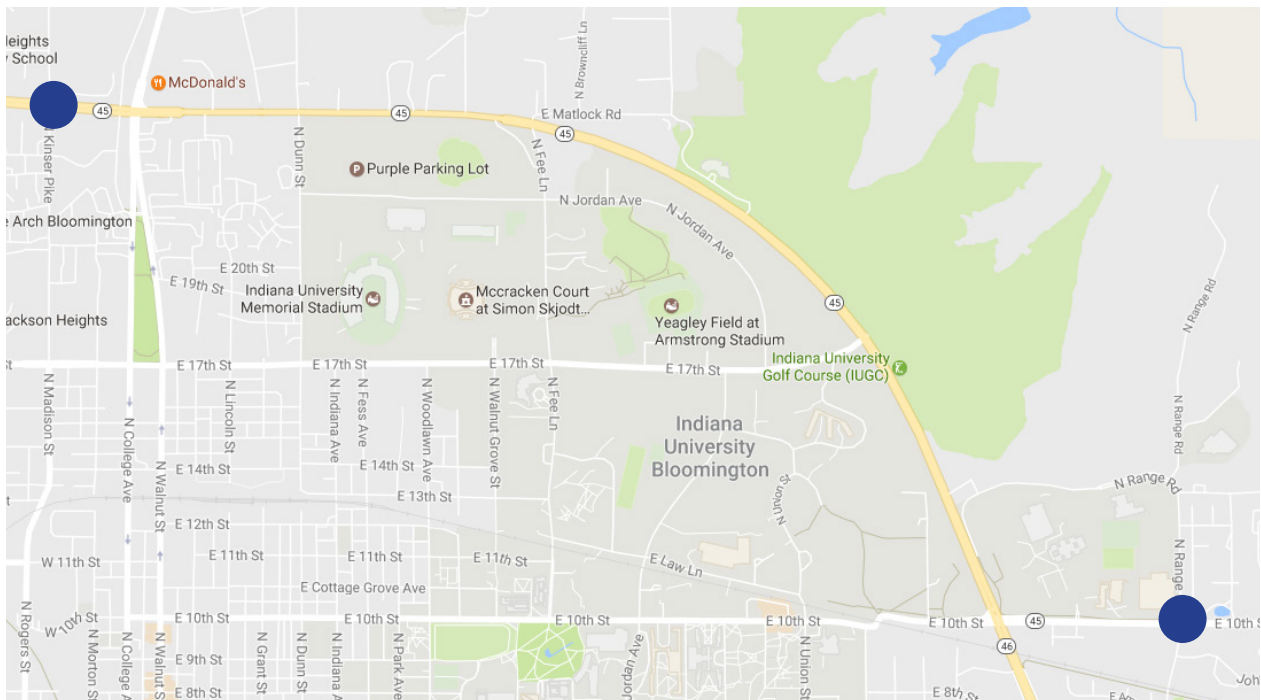 leights
y School
McDonald's
45
45
45
E Matlock Rd
N Browncliff Ln
N Kinser Pike
N Dunn St
Purple Parking Lot
N Fee Ln
N Jordan Ave
N Jordan Ave
e Arch Bloomington
E 20th St
E 19th St
Indiana University
Memorial Stadium
Mccracken Court
at Simon Skjodt...
Yeagley Field at
Armstrong Stadium
45
N Range Rd
ackson Heights
Indiana University
Golf Course (IUGC)
St
E 17th St
E 17th St
E 17th St
E 17th St
N Madison St
N College Ave
N Walnut St
N Lincoln St
N Indiana Ave
N Fess Ave
N Woodlawn Ave
N Walnut Grove St
N Fee Ln
Indiana
University
Bloomington
N Range Rd
E 14th St
E 14th St
N Union St
N Range Rd
t
E 13th St
E 12th St
W 11th St
E 11th St
E 11th St
E 11th St
E Law Ln
N Range
E Cottage Grove Ave
N Rogers St
W 10th St
E 10th St
E 10th St
E 10th St
E 10th St
E 10th St
45
E 10th S
46
N Morton St
N College A
N Walnut S
E 9th St
N Grant St
N Dunn St
N Indiana A
N Park Ave
Jordan Ave
N Union St
E 8th St
E 8th St
Joh